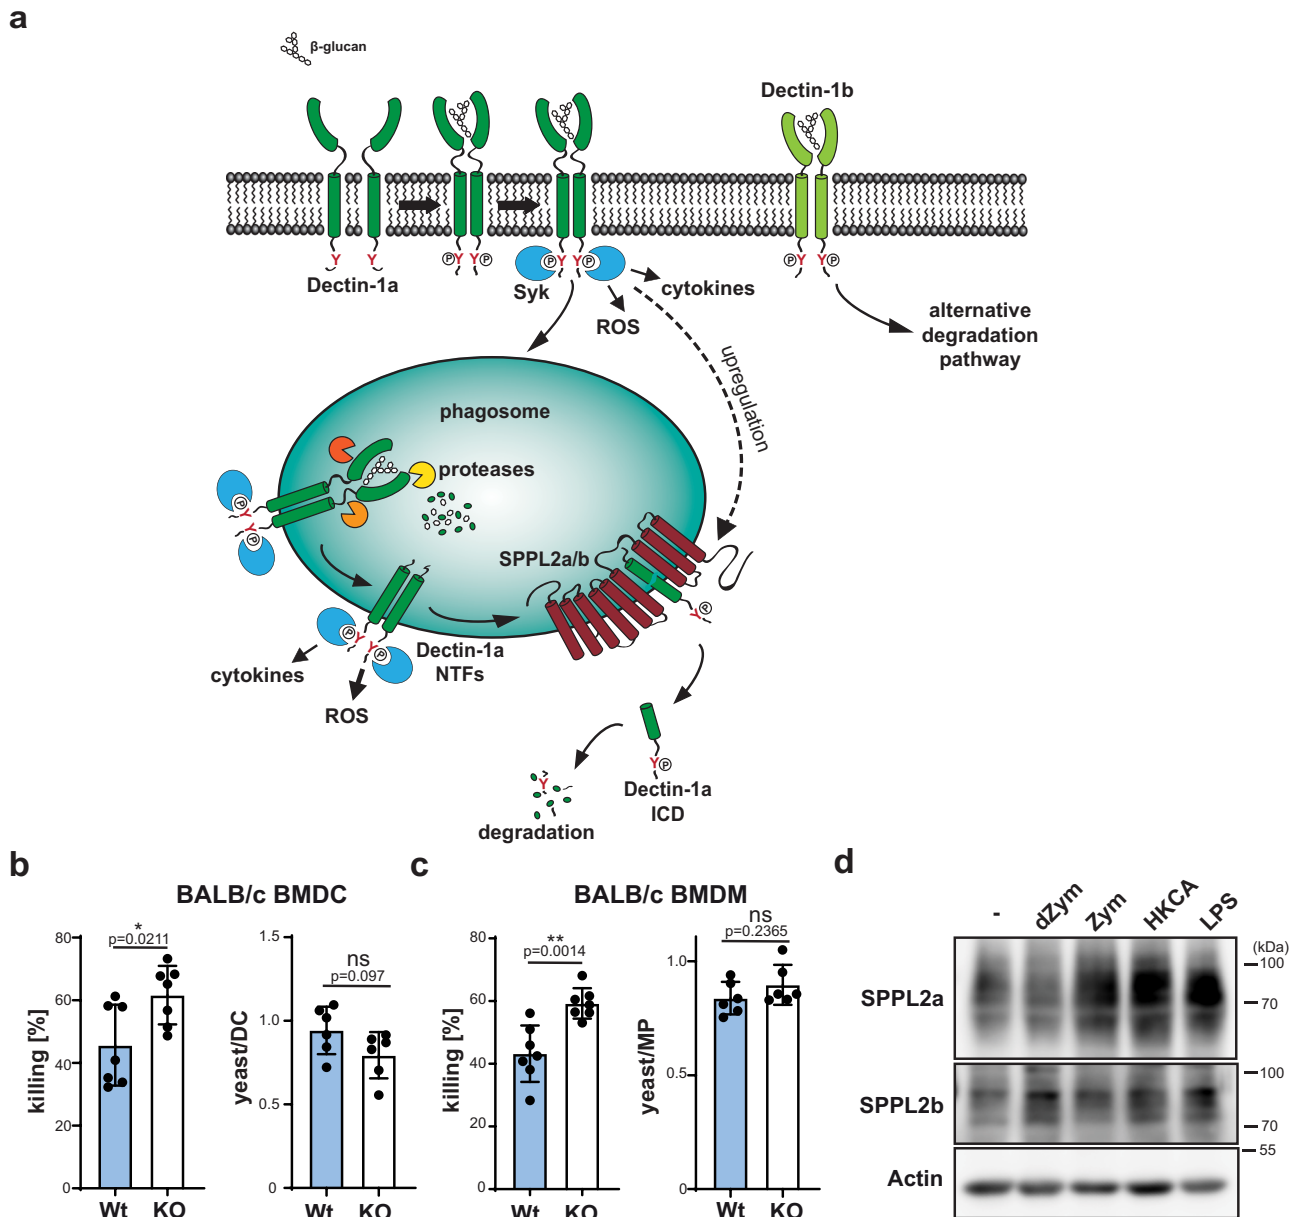 a
β-glucan
Dectin-1b
Y Y
P Y Y P
P Y Y P
P Y Y P
Dectin-1a
Syk
cytokines
ROS
alternative
degradation
pathway
upregulation
phagosome
proteases
P
Y
Y
P
SPPL2a/b
P
Y
Y
P
Y P
Dectin-1a
NTFs
cytokines
ROS
Y P
Dectin-1a
ICD
Y
degradation
b
BALB/c BMDC
killing [%]
80
60
40
20
0
*
p=0.0211
Wt KO
yeast/DC
1.5
1.0
0.5
0
ns
p=0.097
Wt KO
c
BALB/c BMDM
killing [%]
80
60
40
20
0
**
p=0.0014
Wt KO
yeast/MP
1.0
0.5
0
ns
p=0.2365
Wt KO
d
- dZym Zym HKCA LPS
(kDa)
SPPL2a
100
70
SPPL2b
100
70
55
Actin